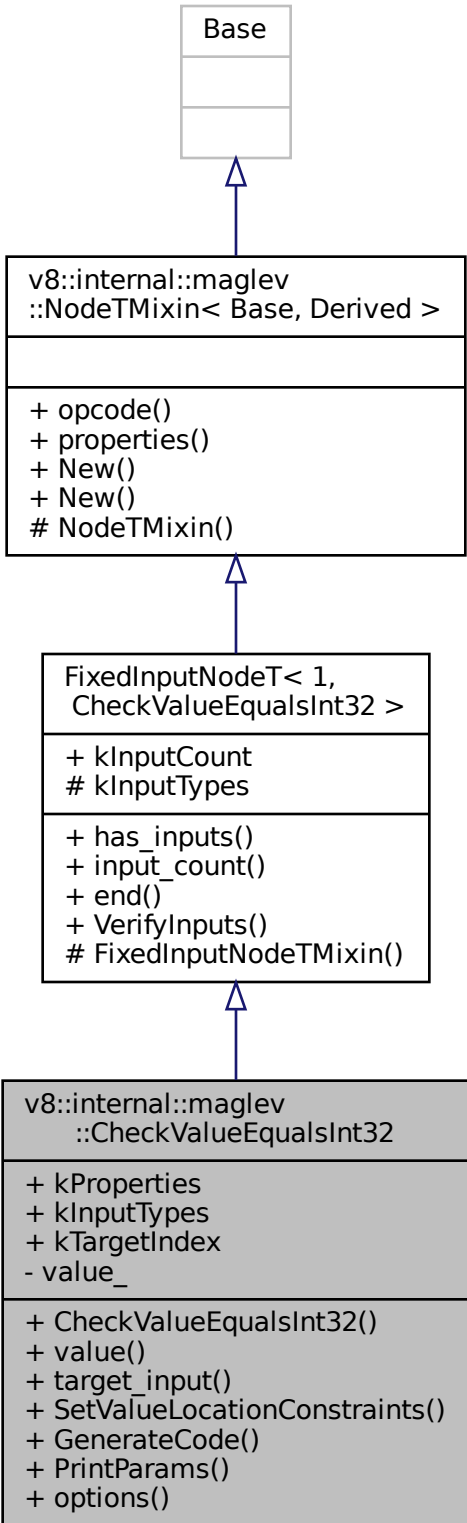 Base
v8::internal::maglev
::NodeTMixin< Base, Derived >
+ opcode()
+ properties()
+ New()
+ New()
# NodeTMixin()
FixedInputNodeT< 1,
CheckValueEqualsInt32 >
+ kInputCount
# kInputTypes
+ has_inputs()
+ input_count()
+ end()
+ VerifyInputs()
# FixedInputNodeTMixin()
v8::internal::maglev
::CheckValueEqualsInt32
+ kProperties
+ kInputTypes
+ kTargetIndex
- value_
+ CheckValueEqualsInt32()
+ value()
+ target_input()
+ SetValueLocationConstraints()
+ GenerateCode()
+ PrintParams()
+ options()